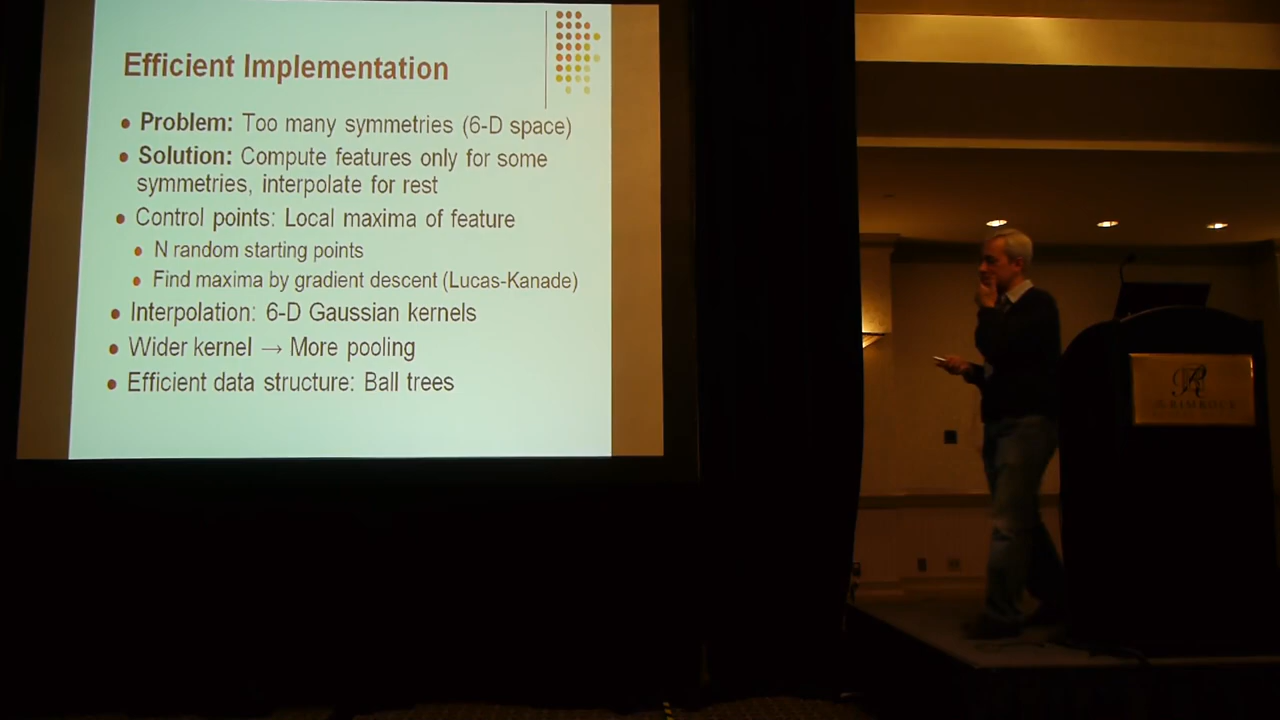 Efficient Implementation
• Problem: Too many symmetries (6-D space)
• Solution: Compute features only for some
symmetries, interpolate for rest
• Control points: Local maxima of feature
• N random starting points
• Find maxima by gradient descent (Lucas-Kanade)
• Interpolation: 6-D Gaussian kernels
• Wider kernel → More pooling
• Efficient data structure: Ball trees
R
RIMROCK